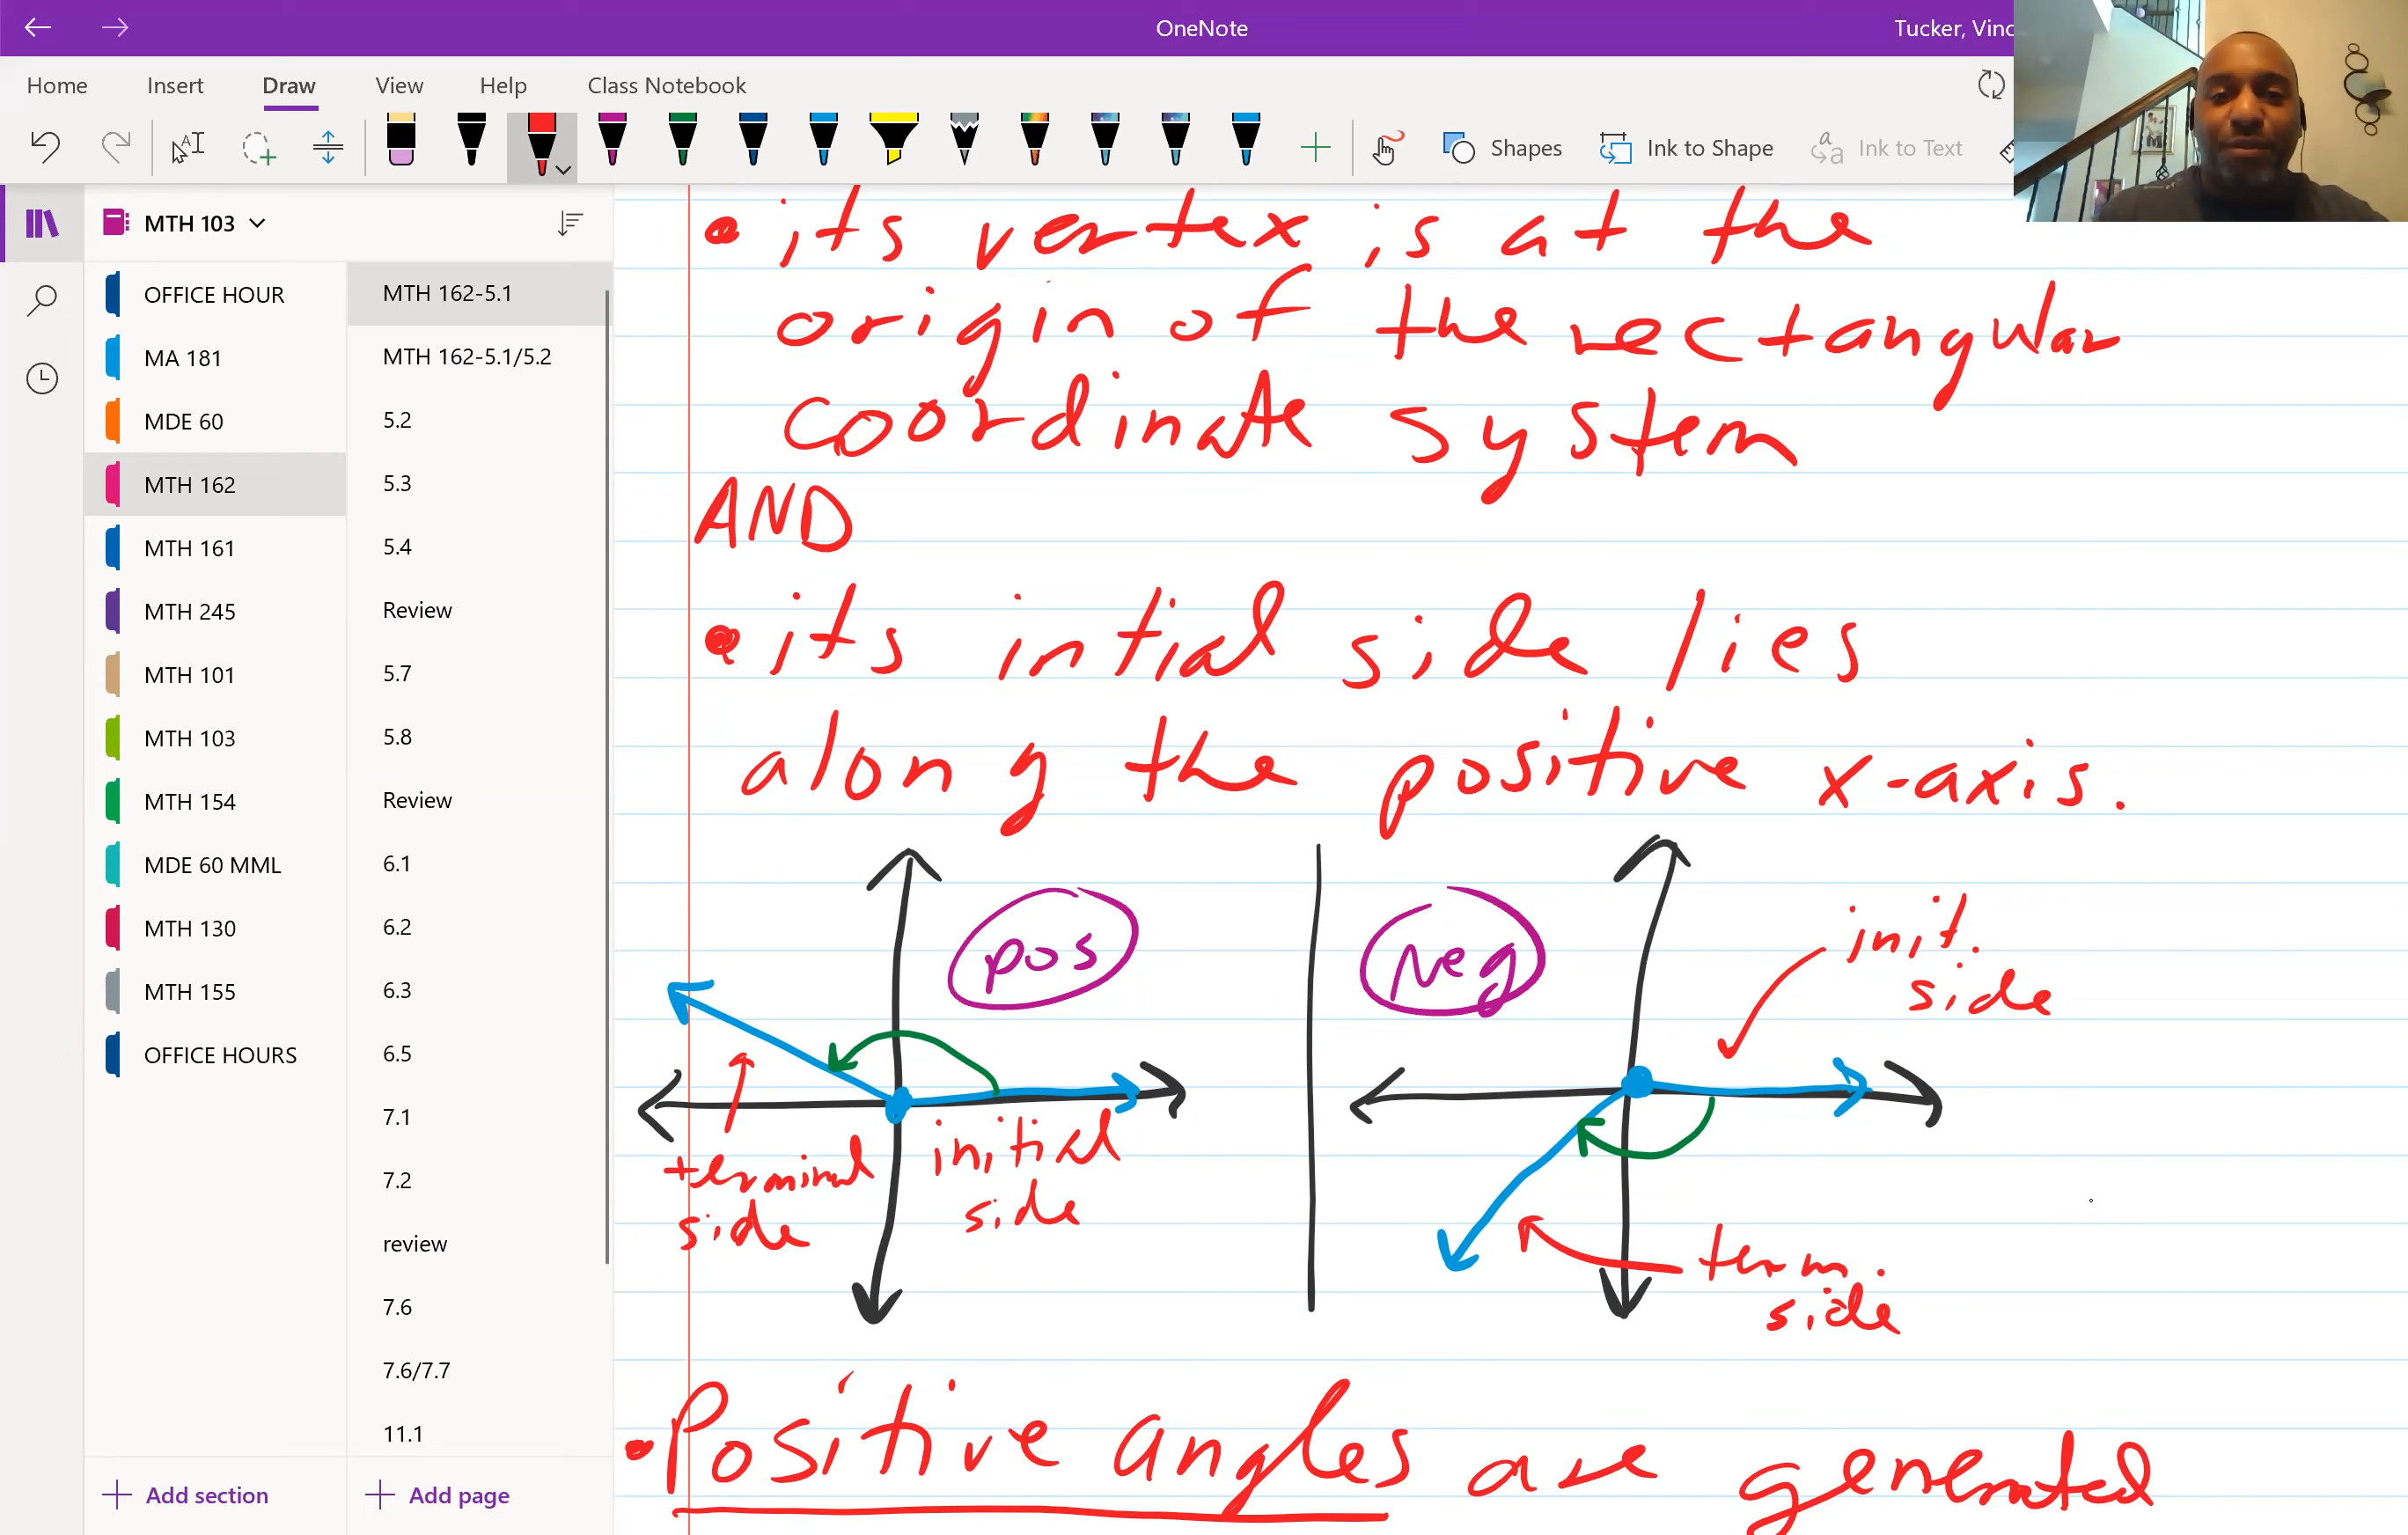 OneNote
Tucker, Vinc
Home Insert Draw View Help Class Notebook
Shapes Ink to Shape Ink to Text
MTH 103
OFFICE HOUR
MA 181
MDE 60
MTH 162
MTH 161
MTH 245
MTH 101
MTH 103
MTH 154
MDE 60 MML
MTH 130
MTH 155
OFFICE HOURS
Add section
MTH 162-5.1
MTH 162-5.1/5.2
5.2
5.3
5.4
Review
5.7
5.8
Review
6.1
6.2
6.3
6.5
7.1
7.2
review
7.6
7.6/7.7
11.1
Add page
• its vertex is at the
origin of the rectangular
coordinate system
AND
• its intial side lies
along the positive x-axis.
pos
terminal
side
initial
side
Neg
init.
side
term.
side
• Positive angles are generated